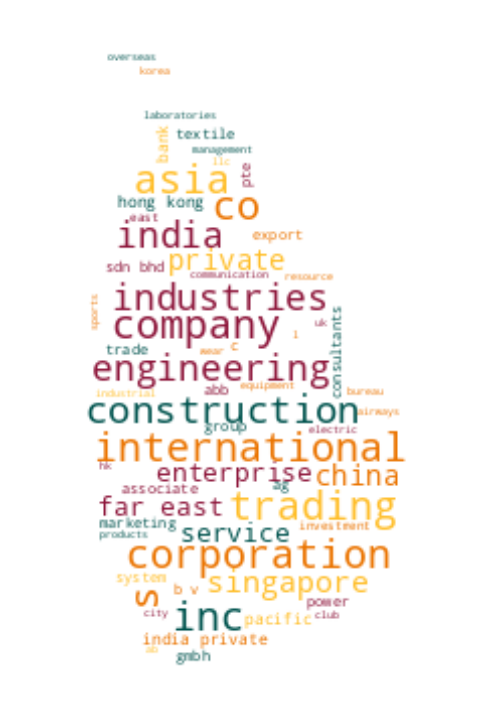 overseas
korea
laboratories
bank
textile
management
llc
asia
pte
hong kong
co
east
india
export
private
sdn bhd
communication
resource
industries
sports
company
uk
consultants
l
trade
wear
c
engineering
abb
equipment
industrial
bureau
construction
airways
group
electric
international
hk
enterprise
china
associate
ag
far east
trading
marketing
service
investment
products
corporation
system
singapore
s
b v
power
city
inc
pacific
club
india private
ab
gmbh